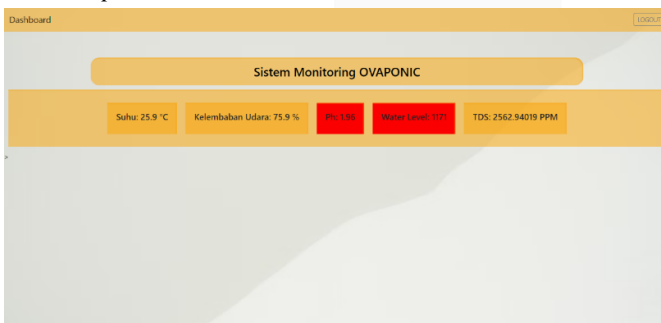 Dashboard
LOGOUT
Sistem Monitoring OVAPONIC
Suhu: 25.9 °C
Kelembaban Udara: 75.9 %
Ph: 1.98
Water Level: 1171
TDS: 2562.94019 PPM
>